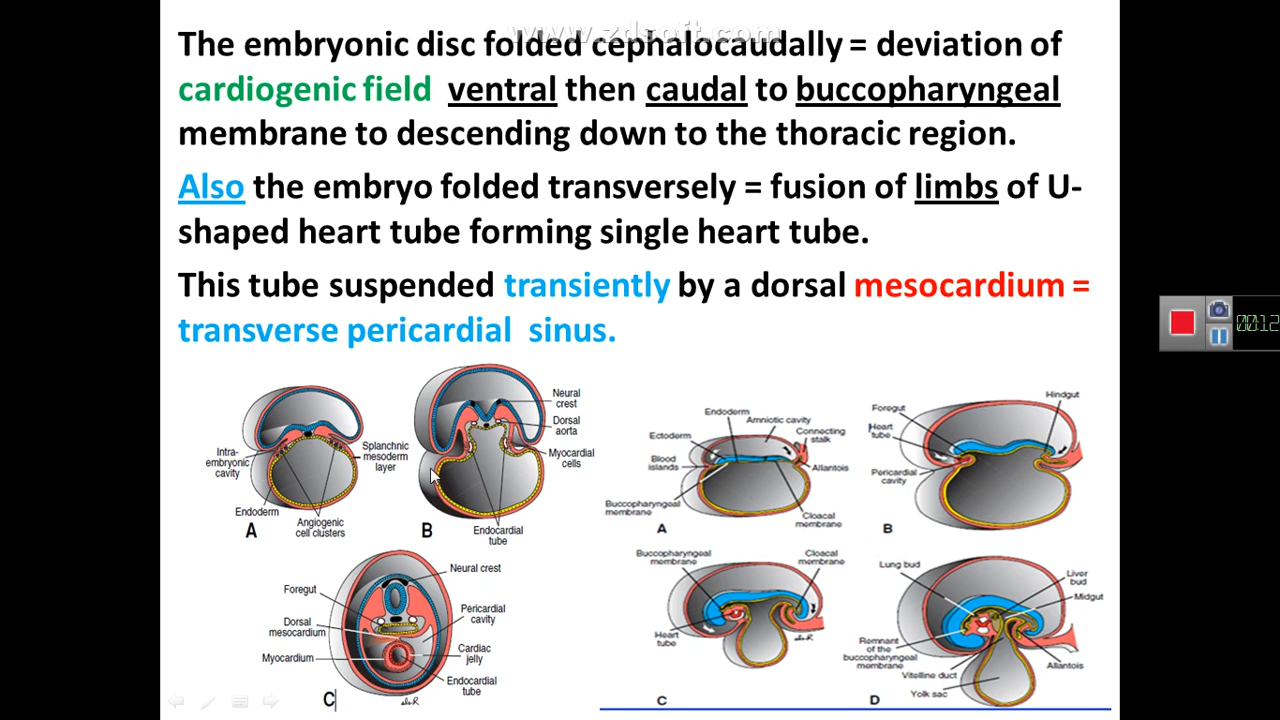 www.zdsoft.com
The embryonic disc folded cephalocaudally = deviation of
cardiogenic field ventral then caudal to buccopharyngeal
membrane to descending down to the thoracic region.
Also the embryo folded transversely = fusion of limbs of U-
shaped heart tube forming single heart tube.
This tube suspended transiently by a dorsal mesocardium =
transverse pericardial sinus.
00:12
Intra-
embryonic
cavity
Endoderm
Angiogenic
cell clusters
Splanchnic
mesoderm
layer
A
Neural
crest
Dorsal
aorta
Myocardial
cells
Endocardial
tube
B
Foregut
Dorsal
mesocardium
Myocardium
Neural crest
Pericardial
cavity
Cardiac
jelly
Endocardial
tube
C
Endoderm
Amniotic cavity
Ectoderm
Connecting
stalk
Blood
islands
Allantois
Buccopharyngeal
membrane
Cloacal
membrane
A
Foregut
Hindgut
Heart
tube
Pericardial
cavity
B
Buccopharyngeal
membrane
Cloacal
membrane
Heart
tube
C
Lung bud
Liver
bud
Midgut
Remnant
of the
buccopharyngeal
membrane
Vitelline duct
Allantois
Yolk sac
D